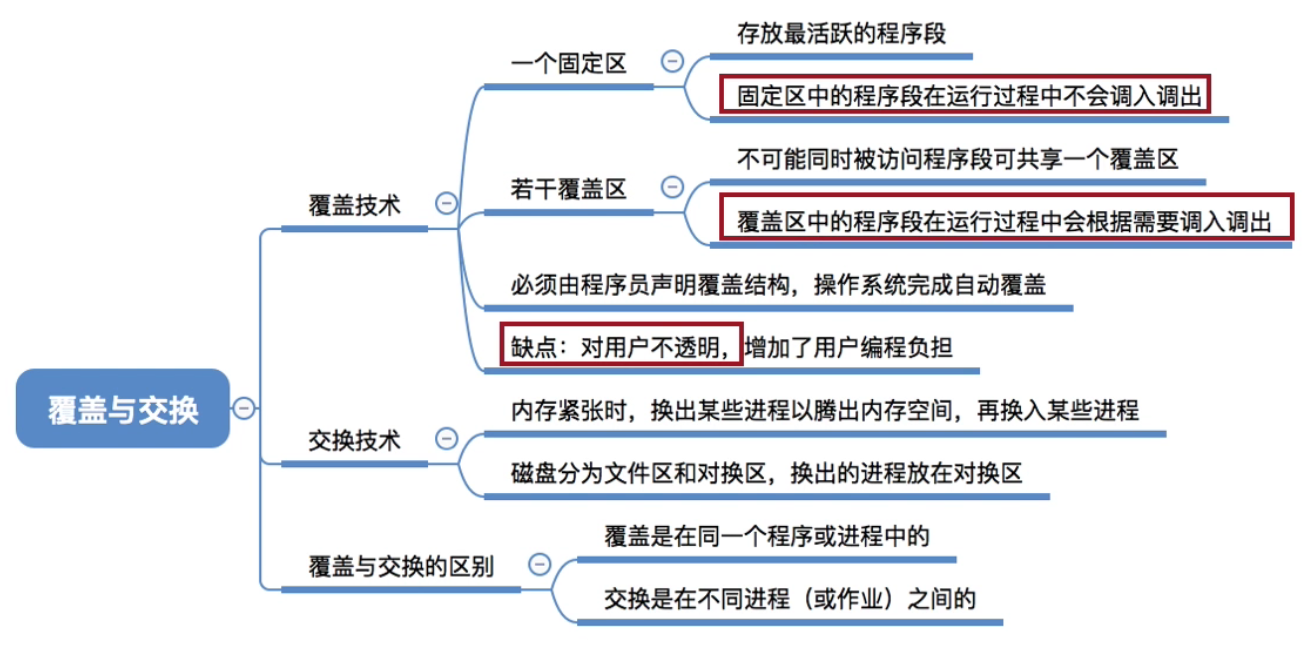 覆盖与交换
覆盖技术
一个固定区
存放最活跃的程序段
固定区中的程序段在运行过程中不会调入调出
若干覆盖区
不可能同时被访问程序段可共享一个覆盖区
覆盖区中的程序段在运行过程中会根据需要调入调出
必须由程序员声明覆盖结构，操作系统完成自动覆盖
缺点：对用户不透明，增加了用户编程负担
交换技术
内存紧张时，换出某些进程以腾出内存空间，再换入某些进程
磁盘分为文件区和对换区，换出的进程放在对换区
覆盖与交换的区别
覆盖是在同一个程序或进程中的
交换是在不同进程（或作业）之间的